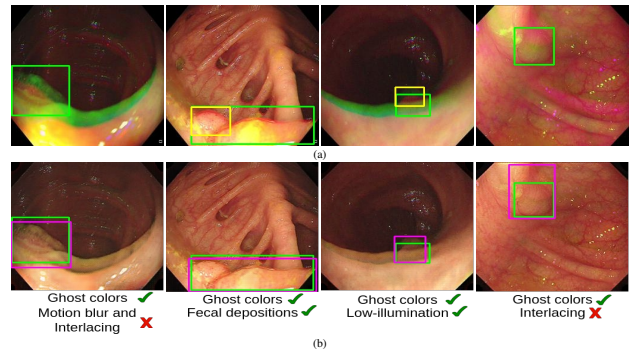 (a)
Ghost colors ✓
Motion blur and
Interlacing ✗
Ghost colors ✓
Fecal depositions ✓
Ghost colors ✓
Low-illumination ✓
Ghost colors ✓
Interlacing ✗
(b)